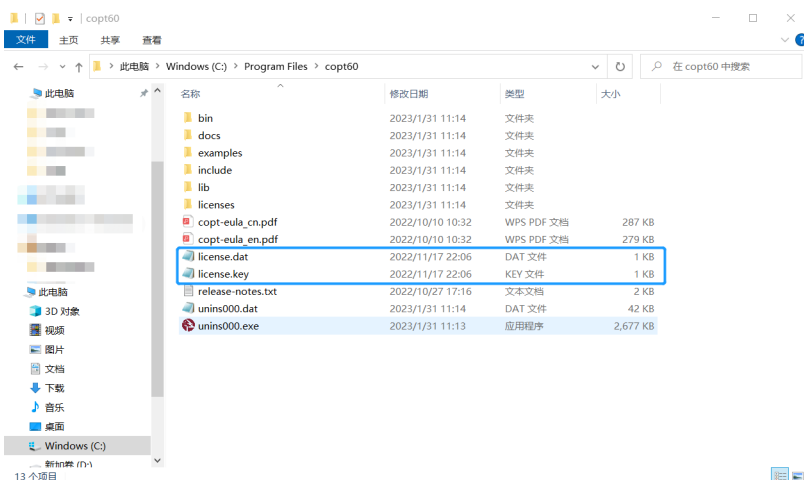 copt60
文件 主页 共享 查看
此电脑 Windows (C:) Program Files copt60 在 copt60 中搜索
此电脑
名称 修改日期 类型 大小
bin 2023/1/31 11:14 文件夹
docs 2023/1/31 11:14 文件夹
examples 2023/1/31 11:14 文件夹
include 2023/1/31 11:14 文件夹
lib 2023/1/31 11:14 文件夹
licenses 2023/1/31 11:14 文件夹
copt-eula_cn.pdf 2022/10/10 10:32 WPS PDF 文档 287 KB
copt-eula_en.pdf 2022/10/10 10:32 WPS PDF 文档 279 KB
license.dat 2022/11/17 22:06 DAT 文件 1 KB
license.key 2022/11/17 22:06 KEY 文件 1 KB
release-notes.txt 2022/10/27 17:16 文本文档 2 KB
unins000.dat 2023/1/31 11:14 DAT 文件 42 KB
unins000.exe 2023/1/31 11:13 应用程序 2,677 KB
此电脑
3D 对象
视频
图片
文档
下载
音乐
桌面
Windows (C:)
新加卷 (D:)
13 个项目